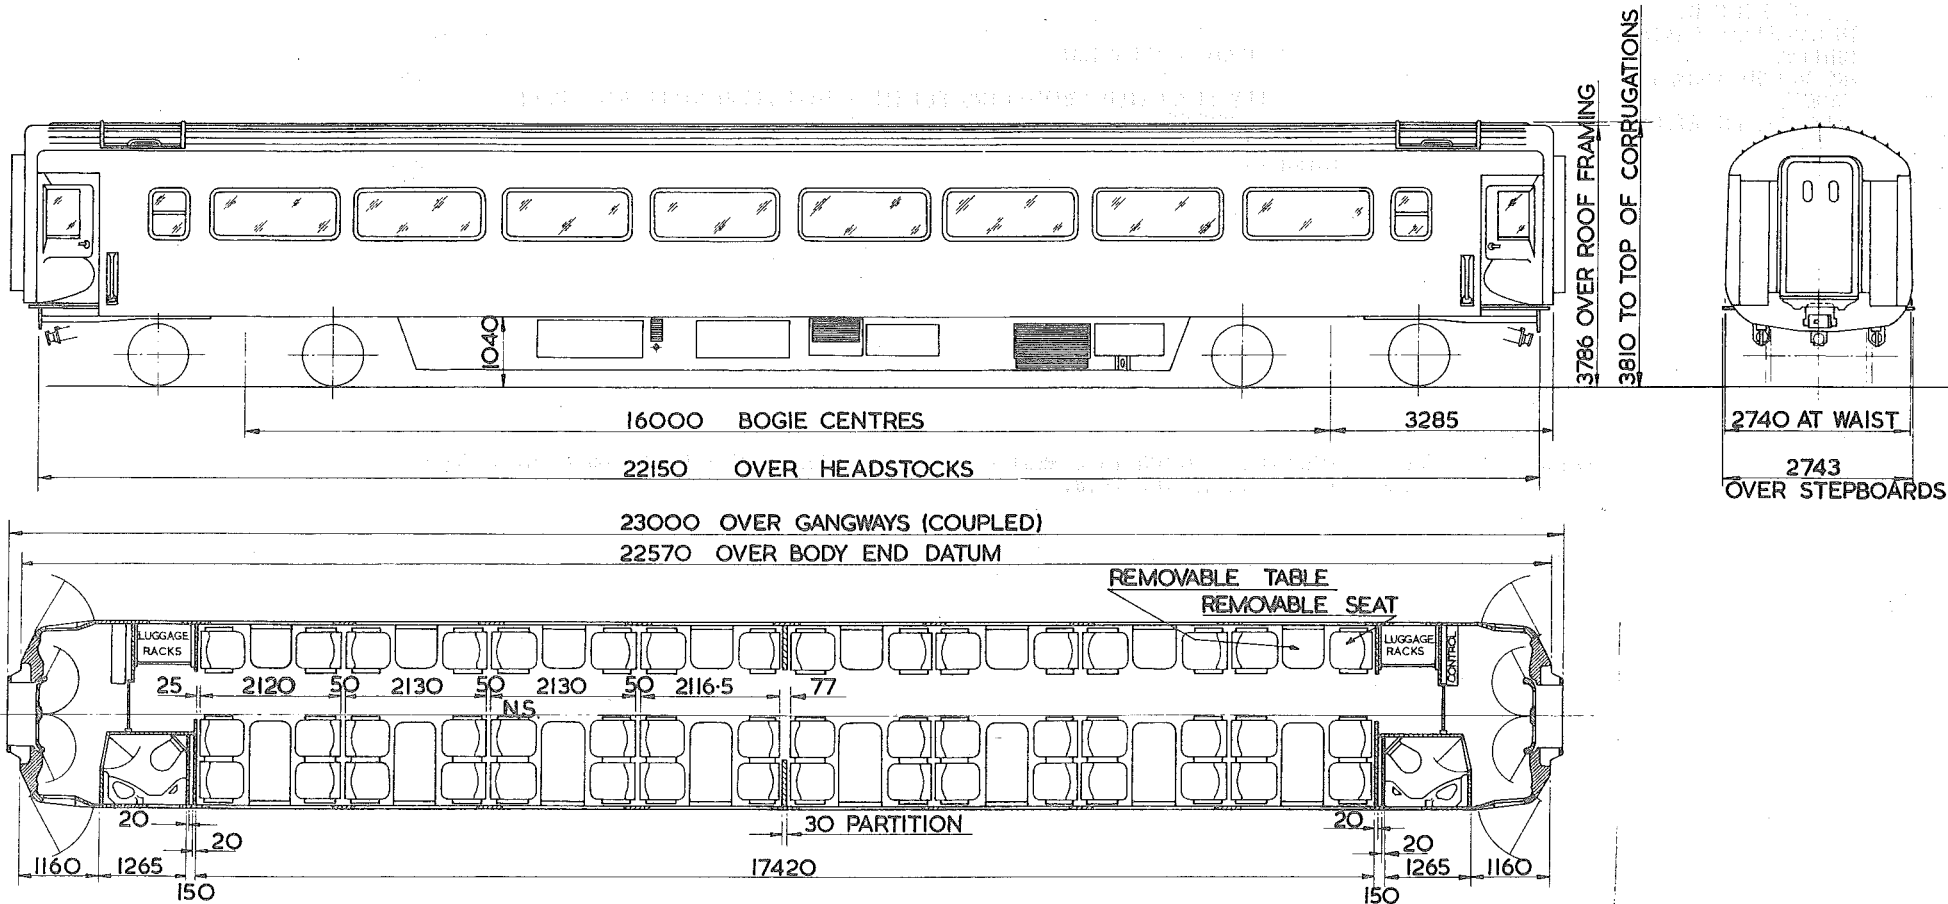 3786 OVER ROOF FRAMING
3810 TO TOP OF CORRUGATIONS
1040
16000 BOGIE CENTRES
3285
2740 AT WAIST
22150 OVER HEADSTOCKS
2743
OVER STEPBOARDS
23000 OVER GANGWAYS (COUPLED)
22570 OVER BODY END DATUM
REMOVABLE TABLE
REMOVABLE SEAT
LUGGAGE
RACKS
LUGGAGE
RACKS
CONTROL
25 2120 50 2130 50 2130 50 2116·5 77
N.S.
20
30 PARTITION
20
20
20
1160 1265 17420 1265 1160
150
150